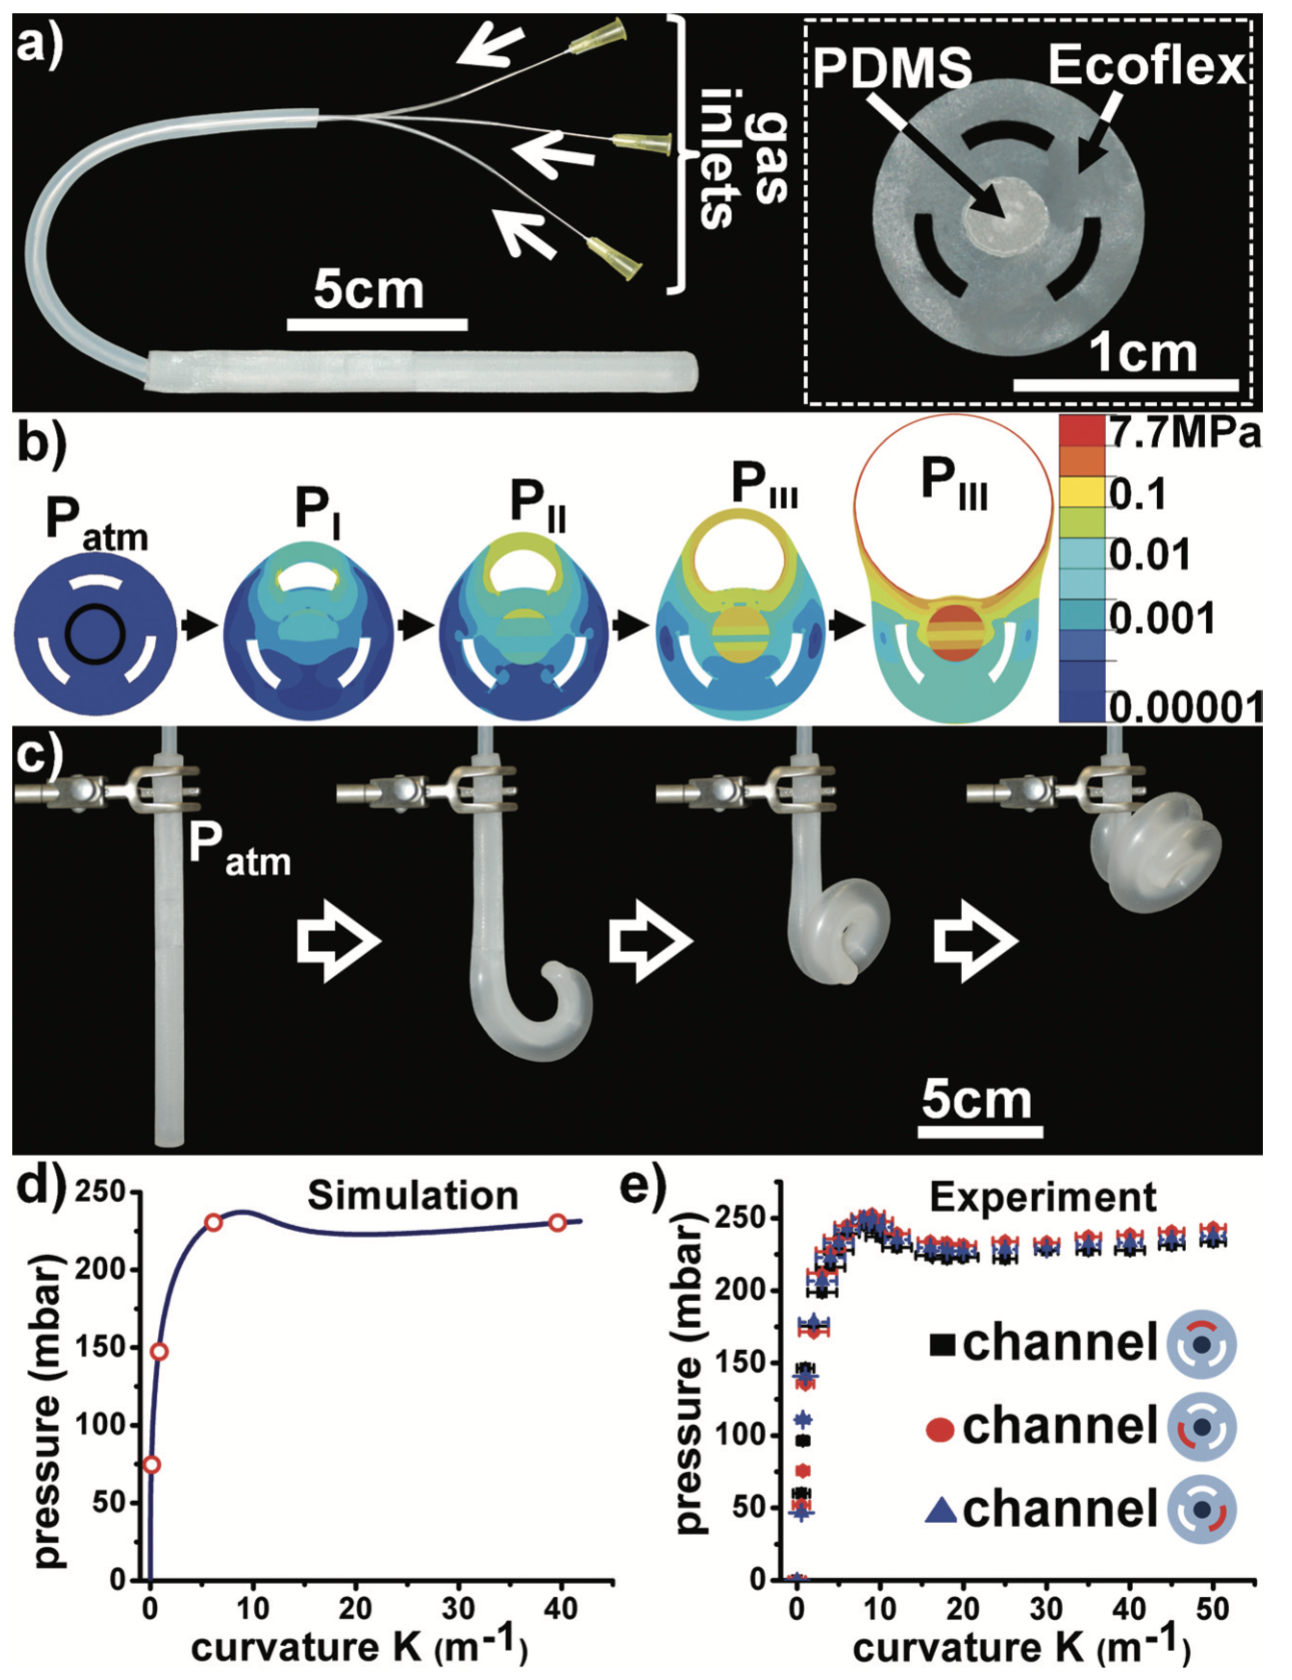 a)
gas
inlets
5cm
PDMS
Ecoflex
1cm
b)
Patm
PI
PII
PIII
PIII
7.7MPa
0.1
0.01
0.001
0.00001
c)
Patm
5cm
d)
Simulation
pressure (mbar)
250
200
150
100
50
0
0 10 20 30 40
curvature K (m-1)
e)
Experiment
pressure (mbar)
250
200
150
100
50
0
channel
channel
channel
0 10 20 30 40 50
curvature K (m-1)